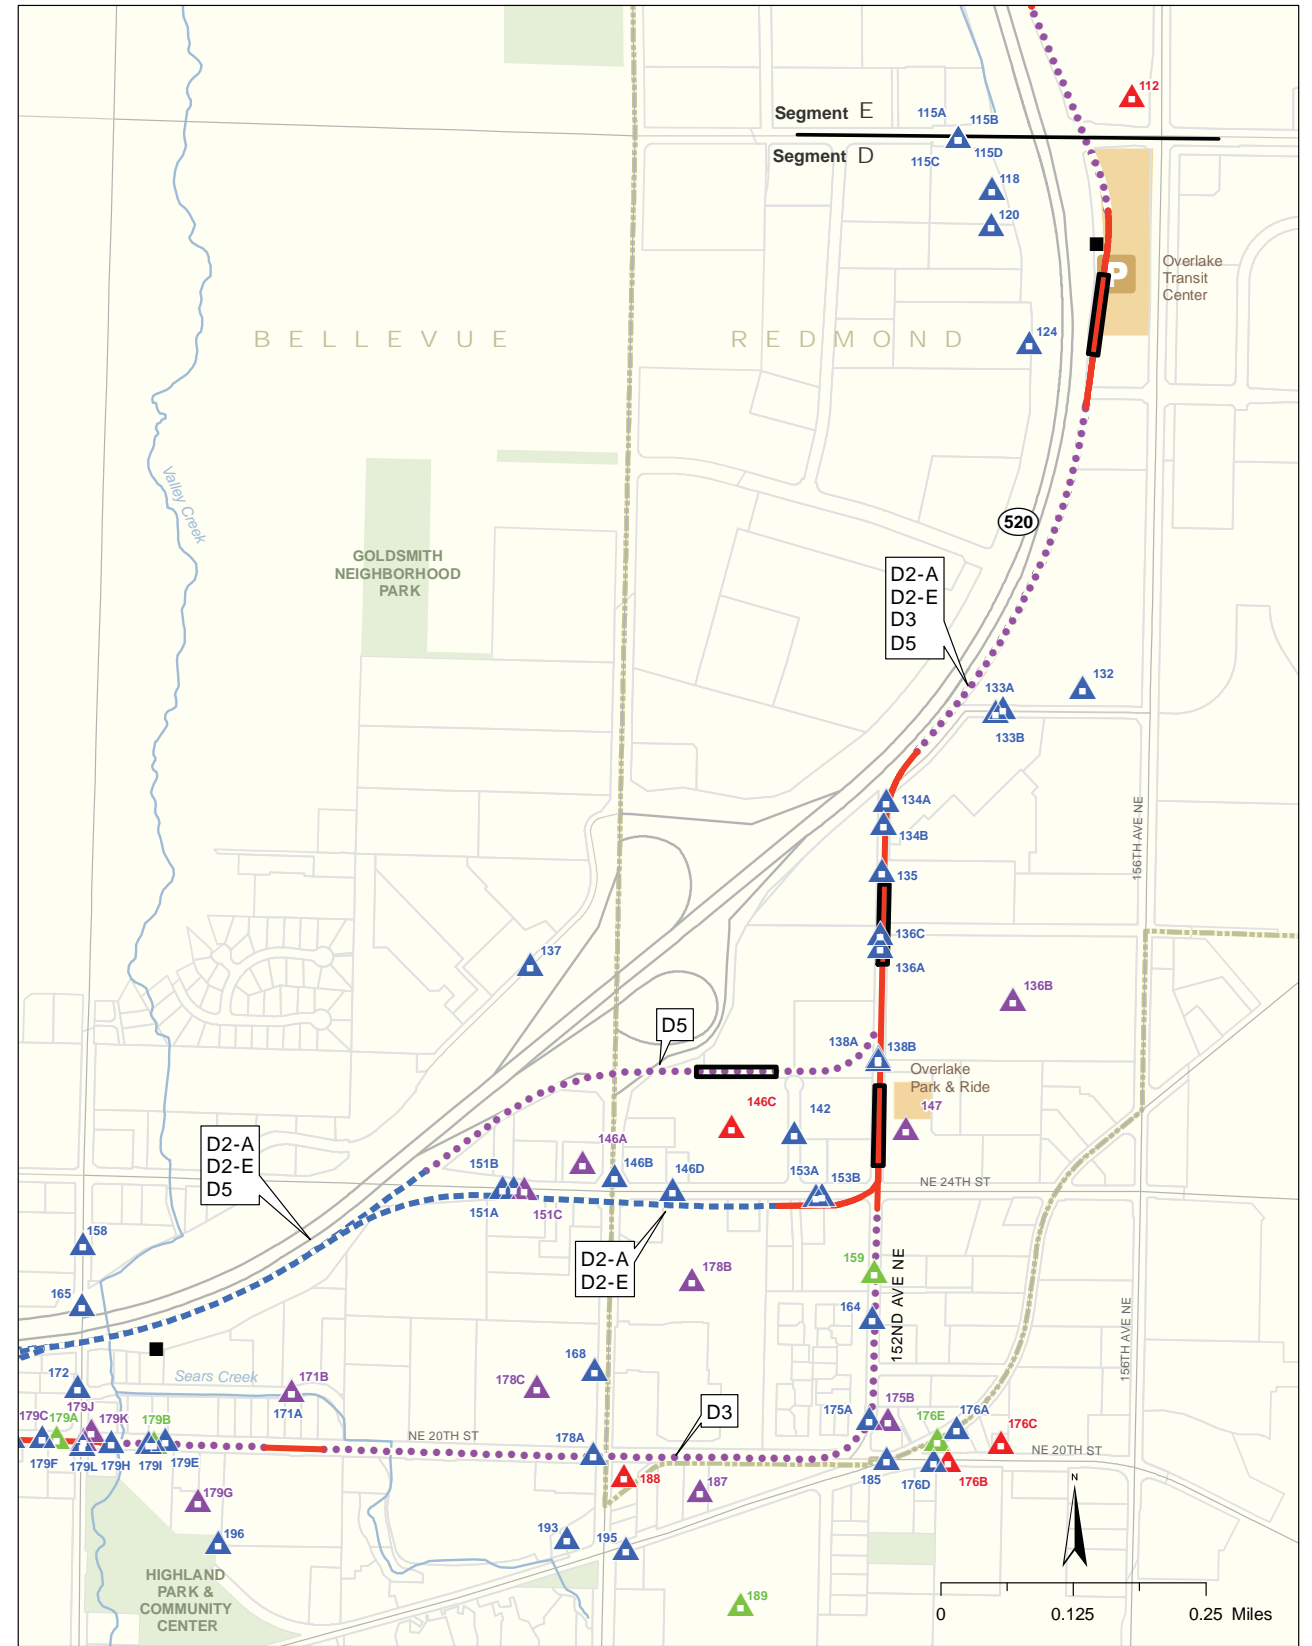 112
Segment E
115A
115B
Segment D
115C
115D
118
120
Overlake
Transit
Center
P
BELLEVUE
REDMOND
124
Valley Creek
520
GOLDSMITH
NEIGHBORHOOD
PARK
D2-A
D2-E
D3
D5
132
133A
133B
134A
134B
156TH AVE NE
135
136C
136A
137
136B
D5
138A
138B
Overlake
Park & Ride
146C
142
147
D2-A
D2-E
D5
146A
151B
146B
146D
153A
153B
NE 24TH ST
151A
151C
158
D2-A
D2-E
159
178B
152ND AVE NE
165
164
156TH AVE NE
168
Sears Creek
172
171B
178C
171A
D3
179C
179A
179J
179K
179B
175A
175B
176E
176A
176C
NE 20TH ST
178A
NE 20TH ST
179F
179L
179H
179I
179E
188
185
176D
176B
187
179G
N
196
193
195
HIGHLAND
PARK &
COMMUNITY
CENTER
189
0
0.125
0.25 Miles